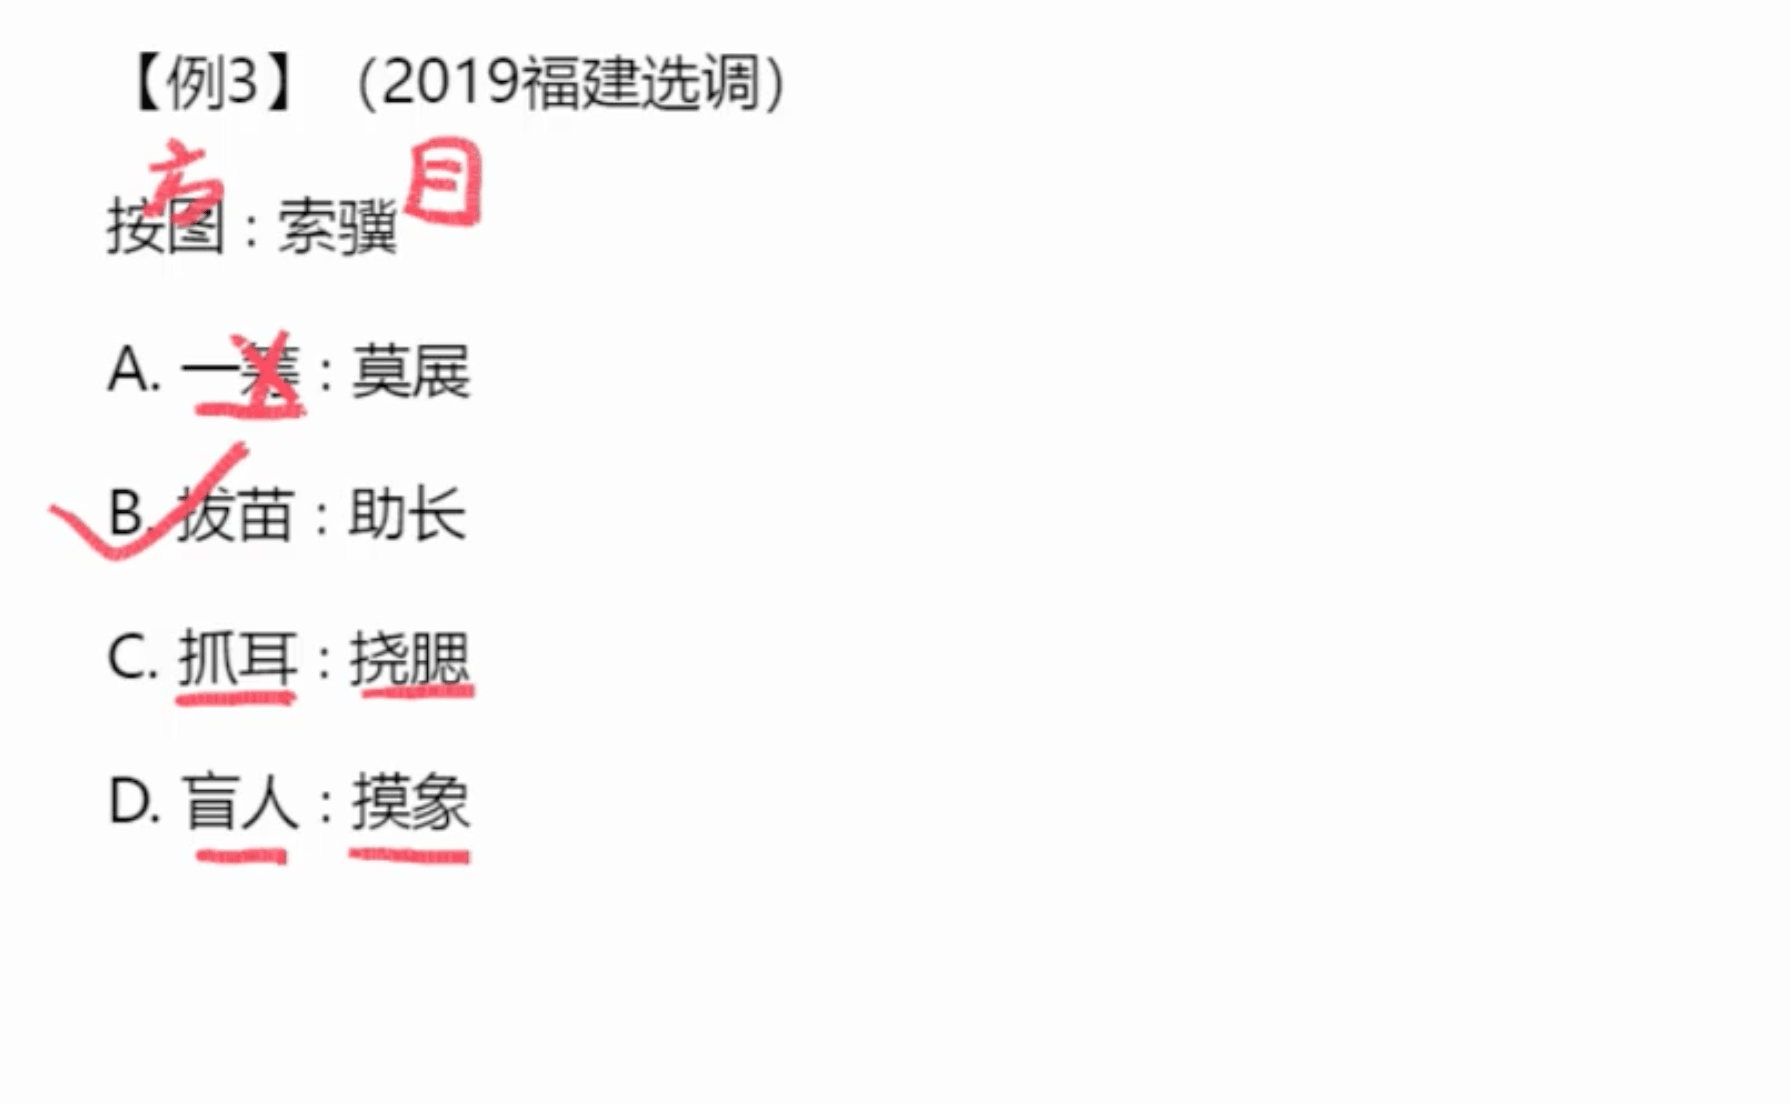 【例3】（2019福建选调）
方 目
按图：索骥
A. 一筹：莫展
B. 拔苗：助长
C. 抓耳：挠腮
D. 盲人：摸象